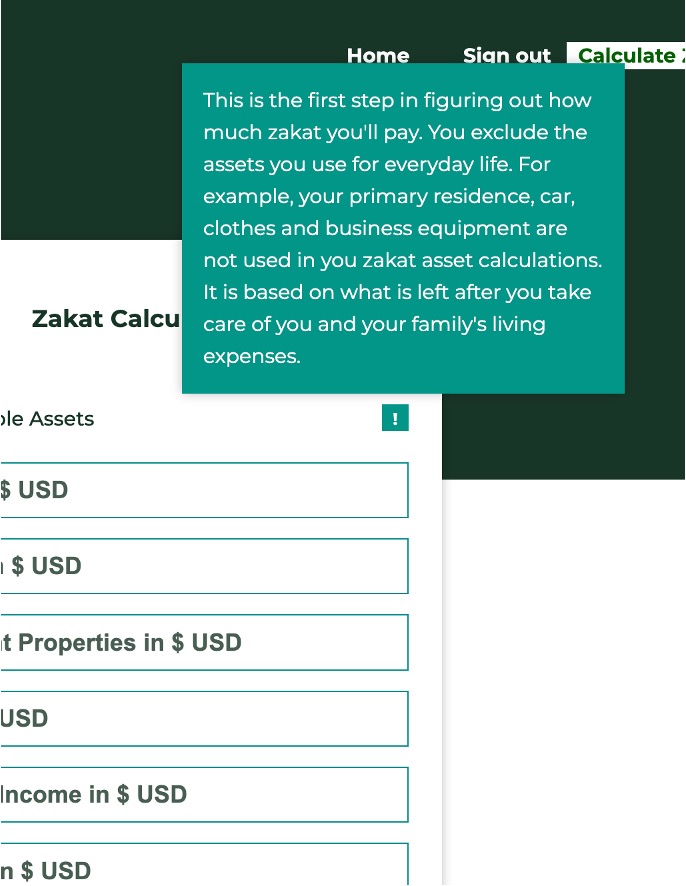 Home Sign out Calculate
This is the first step in figuring out how
much zakat you'll pay. You exclude the
assets you use for everyday life. For
example, your primary residence, car,
clothes and business equipment are
not used in you zakat asset calculations.
It is based on what is left after you take
care of you and your family's living
expenses.
Zakat
Assets !
$ USD
$ USD
Properties in $ USD
USD
Income in $ USD
$ USD